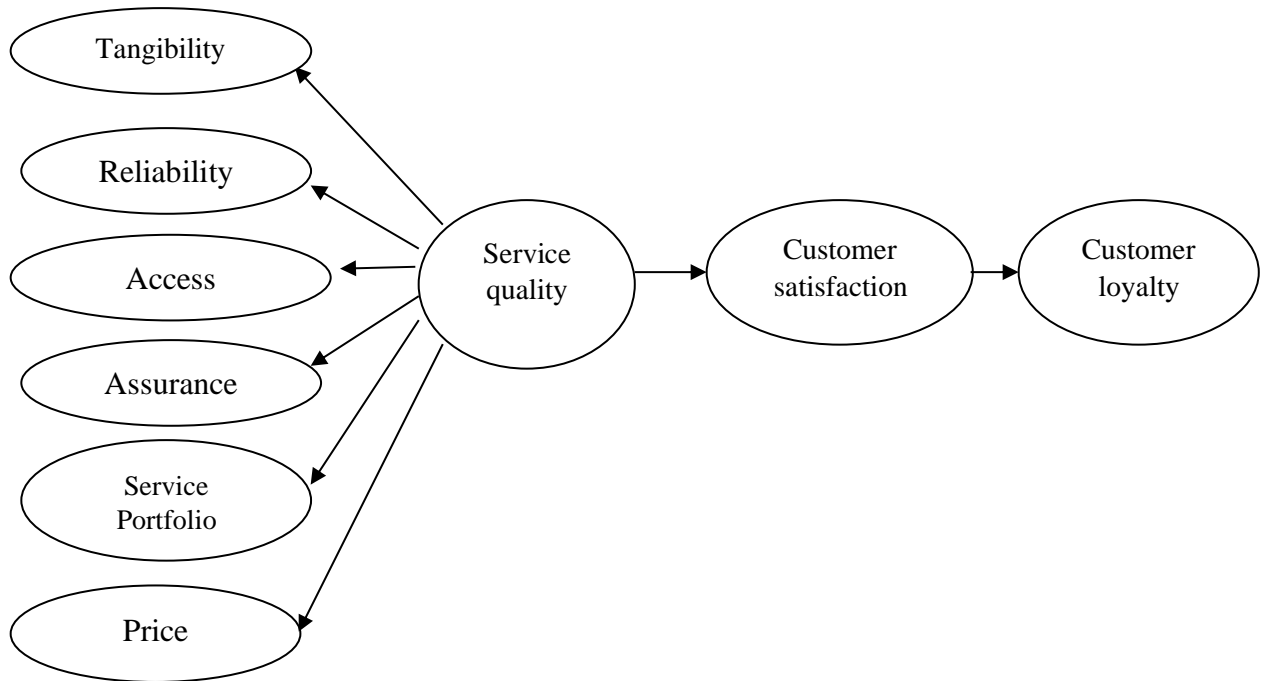 Tangibility
Reliability
Access
Assurance
Service
Portfolio
Price
Service
quality
Customer
satisfaction
Customer
loyalty